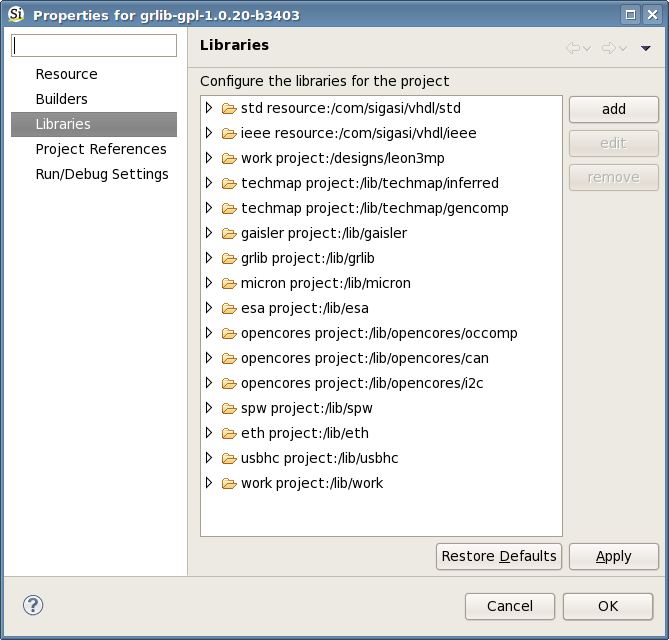 Si Properties for grlib-gpl-1.0.20-b3403
Libraries
Resource
Builders
Libraries
Project References
Run/Debug Settings
Configure the libraries for the project
std resource:/com/sigasi/vhdl/std
ieee resource:/com/sigasi/vhdl/ieee
work project:/designs/leon3mp
techmap project:/lib/techmap/inferred
techmap project:/lib/techmap/gencomp
gaisler project:/lib/gaisler
grlib project:/lib/grlib
micron project:/lib/micron
esa project:/lib/esa
opencores project:/lib/opencores/occomp
opencores project:/lib/opencores/can
opencores project:/lib/opencores/i2c
spw project:/lib/spw
eth project:/lib/eth
usbhc project:/lib/usbhc
work project:/lib/work
add
edit
remove
Restore Defaults
Apply
?
Cancel
OK